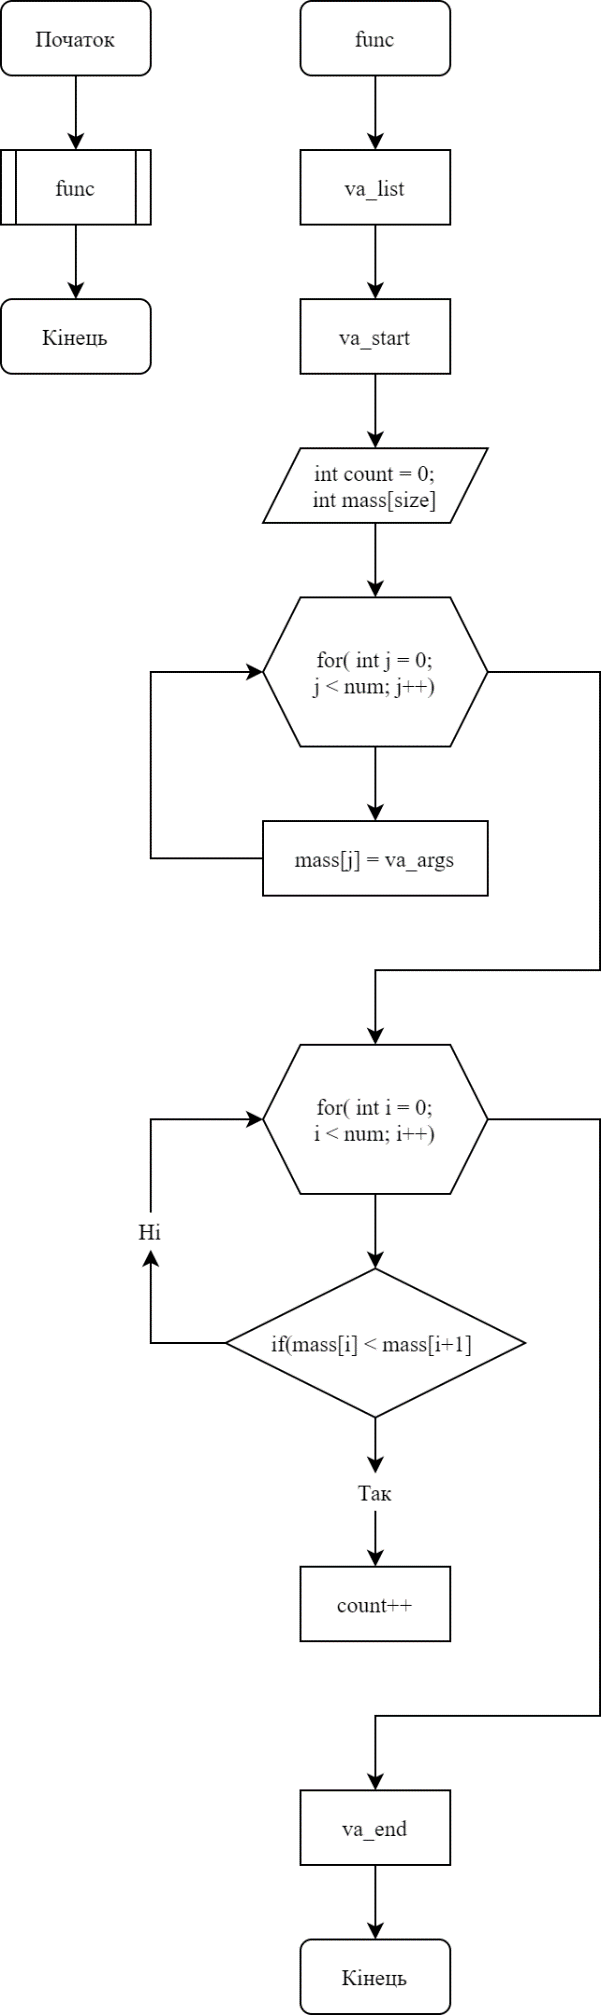 Початок
func
Кінець
func
va_list
va_start
int count = 0;
int mass[size]
for( int j = 0;
j < num; j++)
mass[j] = va_args
for( int i = 0;
i < num; i++)
Ні
if(mass[i] < mass[i+1]
Так
count++
va_end
Кінець